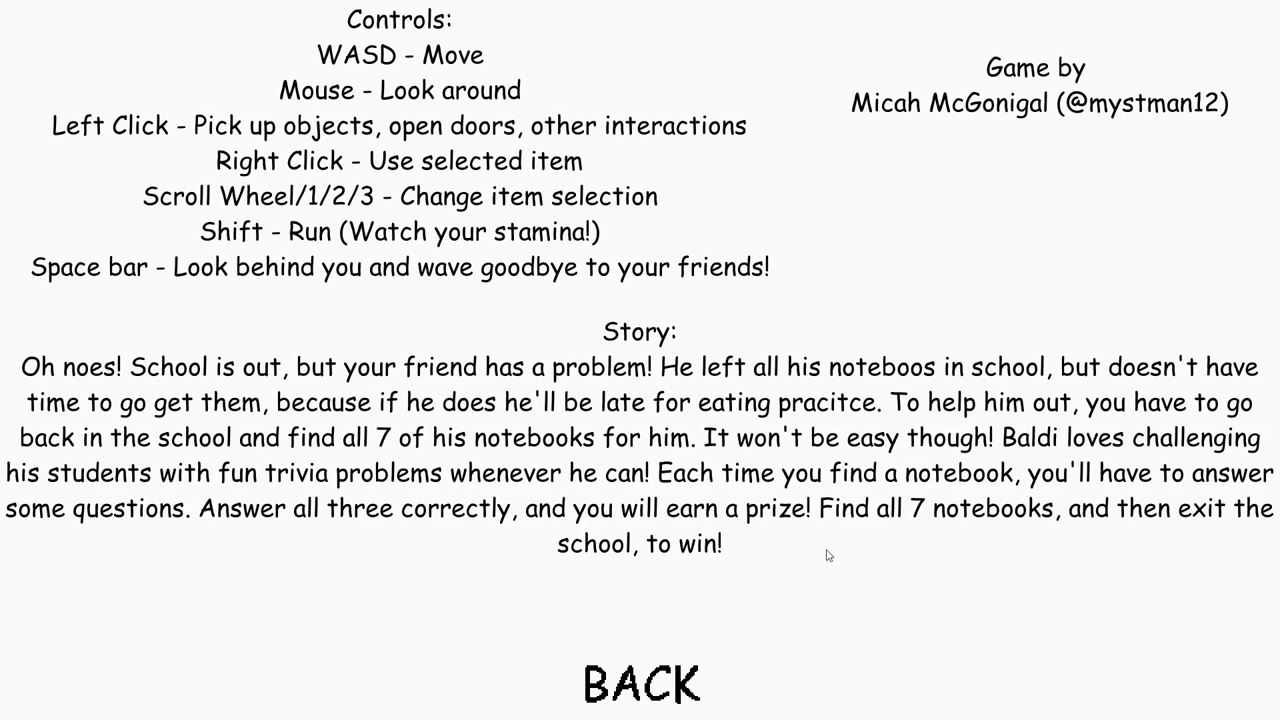 Controls:
WASD - Move
Mouse - Look around
Left Click - Pick up objects, open doors, other interactions
Right Click - Use selected item
Scroll Wheel/1/2/3 - Change item selection
Shift - Run (Watch your stamina!)
Space bar - Look behind you and wave goodbye to your friends!
Game by
Micah McGonigal (@mystman12)
Story:
Oh noes! School is out, but your friend has a problem! He left all his noteboos in school, but doesn't have
time to go get them, because if he does he'll be late for eating pracitce. To help him out, you have to go
back in the school and find all 7 of his notebooks for him. It won't be easy though! Baldi loves challenging
his students with fun trivia problems whenever he can! Each time you find a notebook, you'll have to answer
some questions. Answer all three correctly, and you will earn a prize! Find all 7 notebooks, and then exit the
school, to win!
BACK